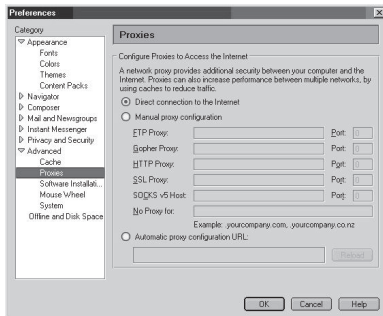 Preferences
Category
Appearance
Fonts
Colors
Themes
Content Packs
Navigator
Composer
Mail and Newsgroups
Instant Messenger
Privacy and Security
Advanced
Cache
Proxies
Software Installati...
Mouse Wheel
System
Offline and Disk Space
Proxies
Configure Proxies to Access the Internet
A network proxy provides additional security between your computer and the
Internet. Proxies can also increase performance between multiple networks, by
using caches to reduce traffic.
Direct connection to the Internet
Manual proxy configuration
FTP Proxy: Port: 0
Gopher Proxy: Port: 0
HTTP Proxy: Port: 0
SSL Proxy: Port: 0
SOCKS v5 Host: Port: 0
No Proxy for:
Example: .yourcompany.com, .yourcompany.co.nz
Automatic proxy configuration URL:
Reload
OK Cancel Help